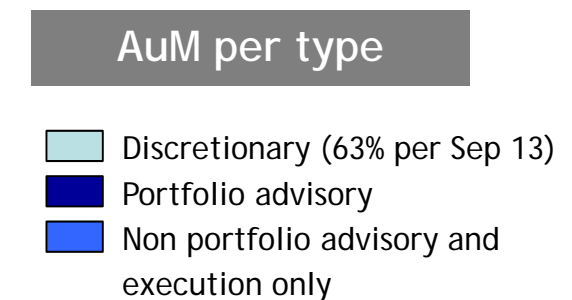 AuM per type
Discretionary (63% per Sep 13)
Portfolio advisory
Non portfolio advisory and
execution only